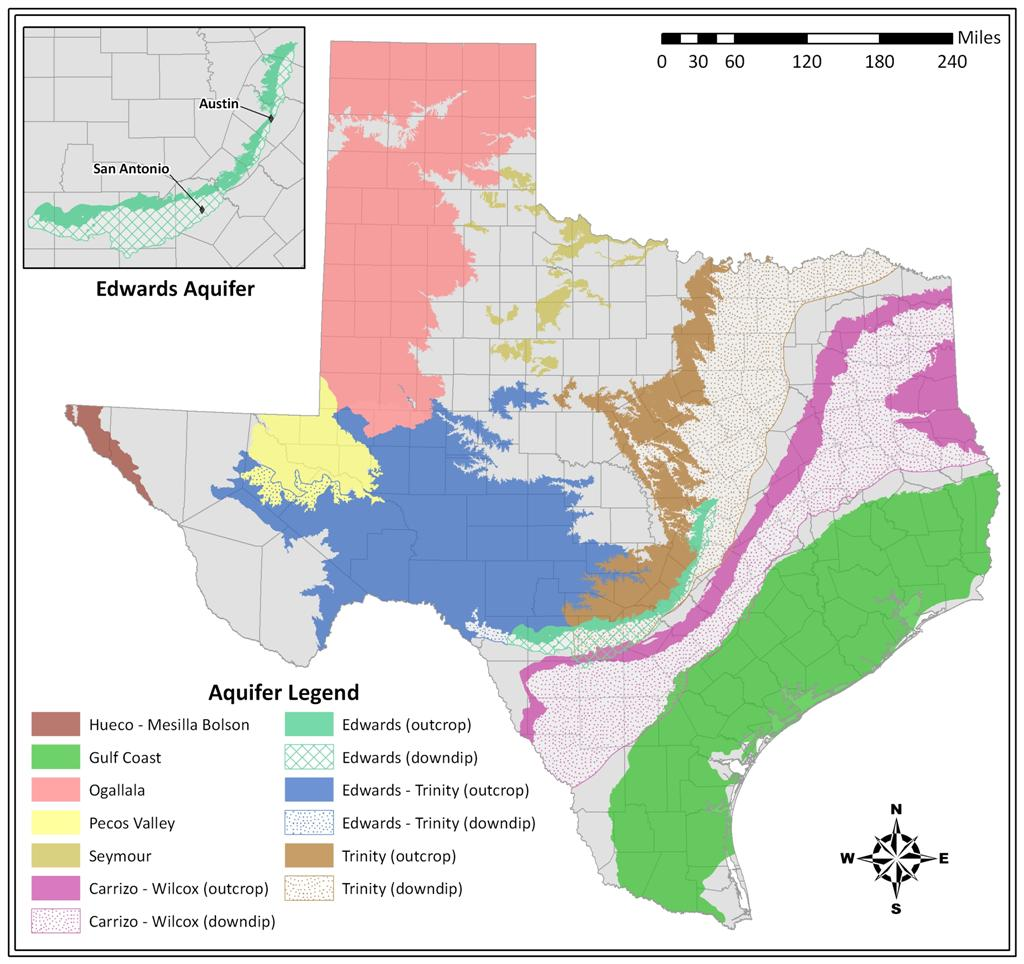 Miles
0 30 60 120 180 240
Austin
San Antonio
Edwards Aquifer
Aquifer Legend
Hueco - Mesilla Bolson
Gulf Coast
Ogallala
Pecos Valley
Seymour
Carrizo - Wilcox (outcrop)
Carrizo - Wilcox (downdip)
Edwards (outcrop)
Edwards (downdip)
Edwards - Trinity (outcrop)
Edwards - Trinity (downdip)
Trinity (outcrop)
Trinity (downdip)
N
W E
S